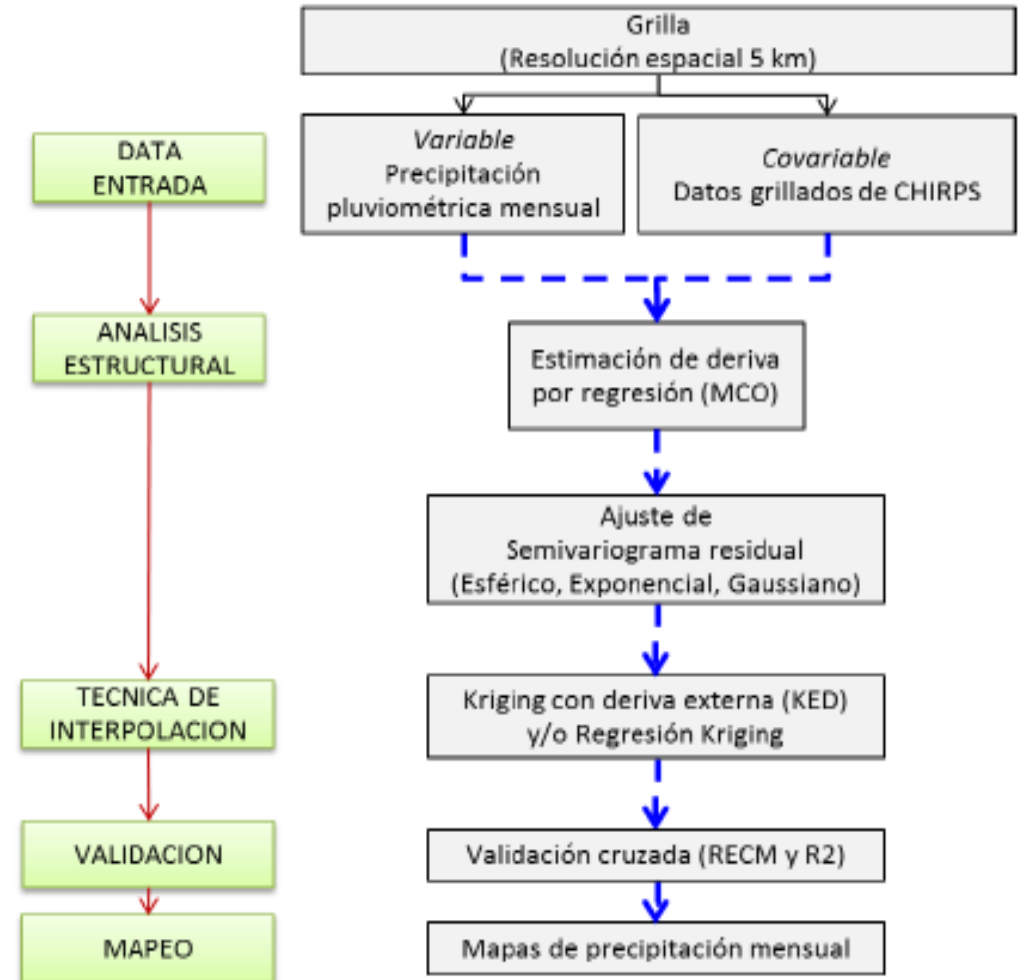 Grilla
(Resolución espacial 5 km)
DATA
ENTRADA
Variable
Precipitación
pluviométrica mensual
Covariable
Datos grillados de CHIRPS
ANALISIS
ESTRUCTURAL
Estimación de deriva
por regresión (MCO)
Ajuste de
Semivariograma residual
(Esférico, Exponencial, Gaussiano)
TECNICA DE
INTERPOLACION
Kriging con deriva externa (KED)
y/o Regresión Kriging
VALIDACION
Validación cruzada (RECM y R2)
MAPEO
Mapas de precipitación mensual